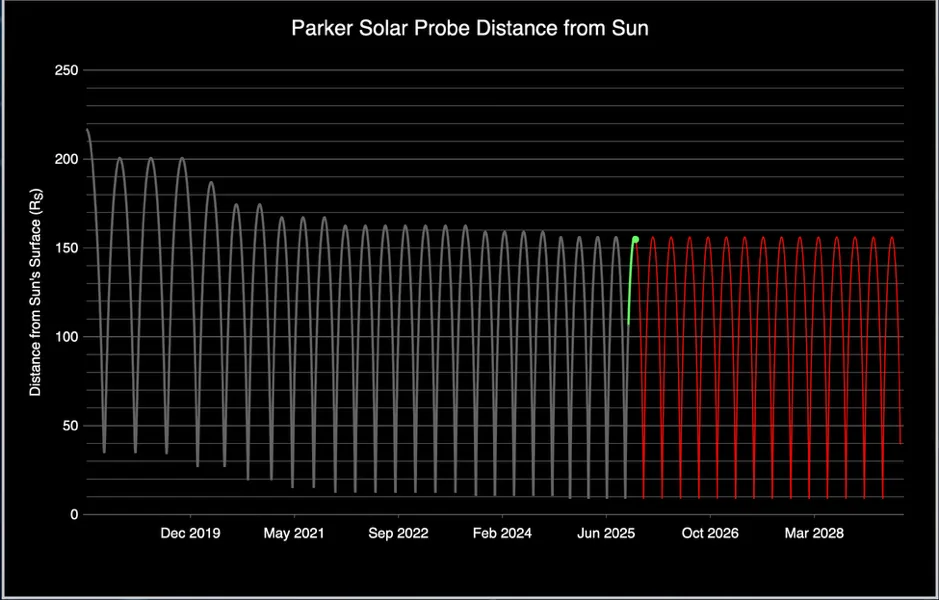 Parker Solar Probe Distance from Sun
250
200
150
100
50
0
Distance from Sun's Surface (Rs)
Dec 2019 May 2021 Sep 2022 Feb 2024 Jun 2025 Oct 2026 Mar 2028